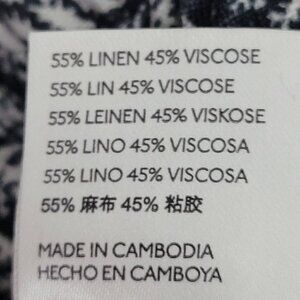 55% LINEN 45% VISCOSE
55% LIN 45% VISCOSE
55% LEINEN 45% VISKOSE
55% LINO 45% VISCOSA
55% LINO 45% VISCOSA
55% 麻布 45% 粘胶
MADE IN CAMBODIA
HECHO EN CAMBOYA